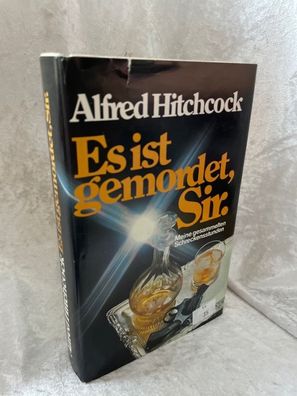 Alfred Hitchcock
Es ist
gemordet,
Sir.
Meine gesammelten
Schreckensstunden